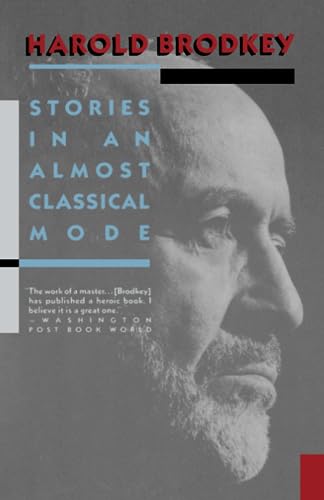 HAROLD BRODKEY
STORIES
IN AN
ALMOST
CLASSICAL
MODE
"The work of a master...[Brodkey]
has published a heroic book. I
believe it is a great one."
— WASHINGTON
POST BOOK WORLD